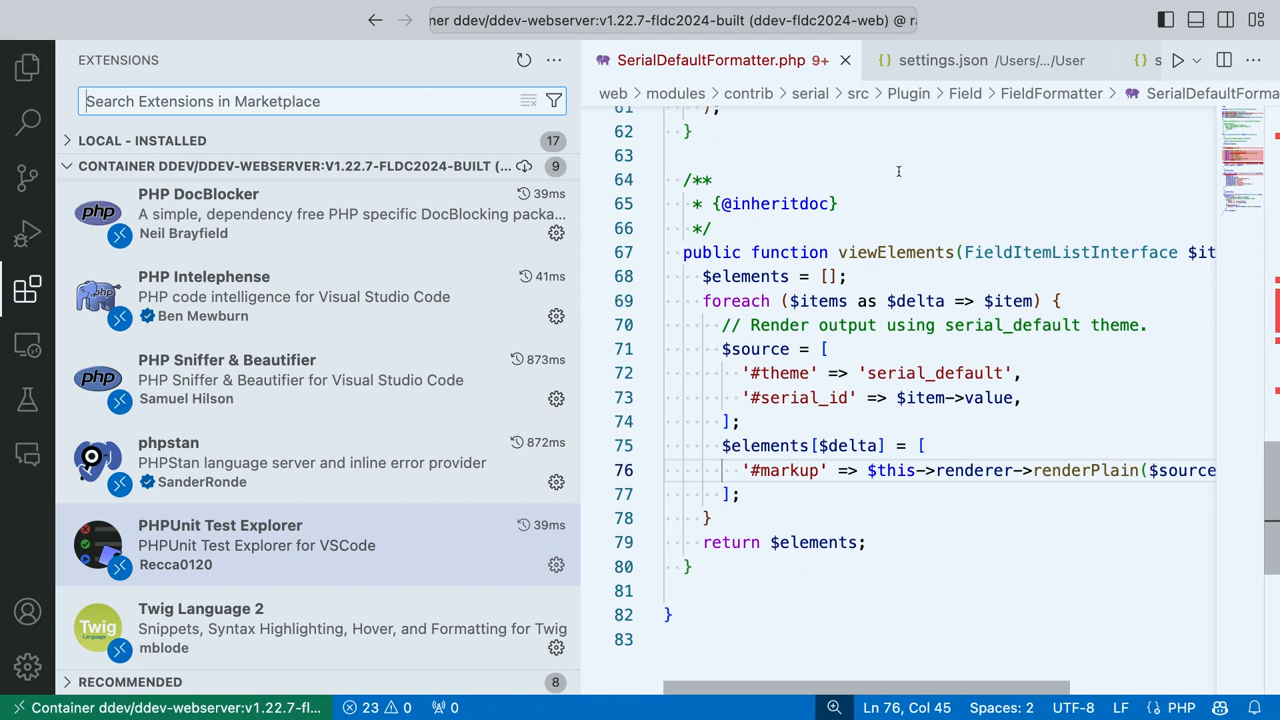 ner ddev/ddev-webserver:v1.22.7-fldc2024-built (ddev-fldc2024-web) @ ra
EXTENSIONS
Search Extensions in Marketplace
LOCAL - INSTALLED 17
CONTAINER DDEV/DDEV-WEBSERVER:V1.22.7-FLDC2024-BUILT (... 9
PHP DocBlocker 39ms
A simple, dependency free PHP specific DocBlocking packa...
Neil Brayfield
PHP Intelephense 41ms
PHP code intelligence for Visual Studio Code
Ben Mewburn
PHP Sniffer & Beautifier 873ms
PHP Sniffer & Beautifier for Visual Studio Code
Samuel Hilson
phpstan 872ms
PHPStan language server and inline error provider
SanderRonde
PHPUnit Test Explorer 39ms
PHPUnit Test Explorer for VSCode
Recca0120
Twig Language 2
Snippets, Syntax Highlighting, Hover, and Formatting for Twig
mblode
RECOMMENDED 8
php
php
Twig
Language
SerialDefaultFormatter.php 9+
settings.json /Users/.../User
{} s
web > modules > contrib > serial > src > Plugin > Field > FieldFormatter > SerialDefaultForma
61 );
62 }
63
64 /**
65 * {@inheritdoc}
66 */
67 public function viewElements(FieldItemListInterface $it
68 $elements = [];
69 foreach ($items as $delta => $item) {
70 // Render output using serial_default theme.
71 $source = [
72 '#theme' => 'serial_default',
73 '#serial_id' => $item->value,
74 ];
75 $elements[$delta] = [
76 '#markup' => $this->renderer->renderPlain($source
77 ];
78 }
79 return $elements;
80 }
81
82 }
83
Container ddev/ddev-webserver:v1.22.7-fl... 23 0 0 Ln 76, Col 45 Spaces: 2 UTF-8 LF {} PHP